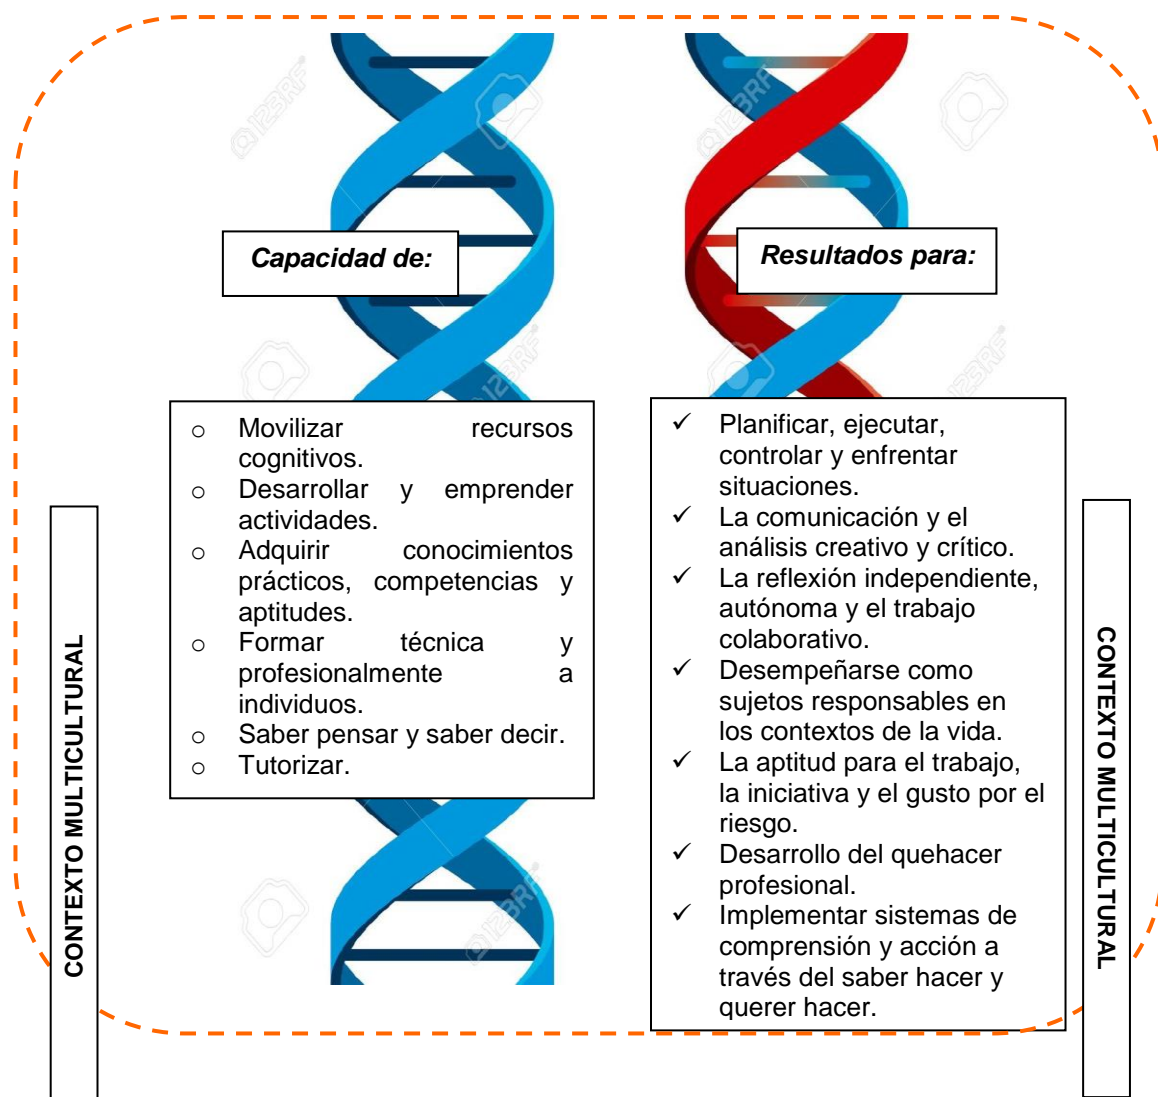 Capacidad de:
Resultados para:
o Movilizar recursos
cognitivos.
o Desarrollar y emprender
actividades.
o Adquirir conocimientos
prácticos, competencias y
aptitudes.
o Formar técnica y
profesionalmente a
individuos.
o Saber pensar y saber decir.
o Tutorizar.
✓ Planificar, ejecutar,
controlar y enfrentar
situaciones.
✓ La comunicación y el
análisis creativo y crítico.
✓ La reflexión independiente,
autónoma y el trabajo
colaborativo.
✓ Desempeñarse como
sujetos responsables en
los contextos de la vida.
✓ La aptitud para el trabajo,
la iniciativa y el gusto por el
riesgo.
✓ Desarrollo del quehacer
profesional.
✓ Implementar sistemas de
comprensión y acción a
través del saber hacer y
querer hacer.
CONTEXTO MULTICULTURAL
CONTEXTO MULTICULTURAL
123RF
123RF
123RF
123RF